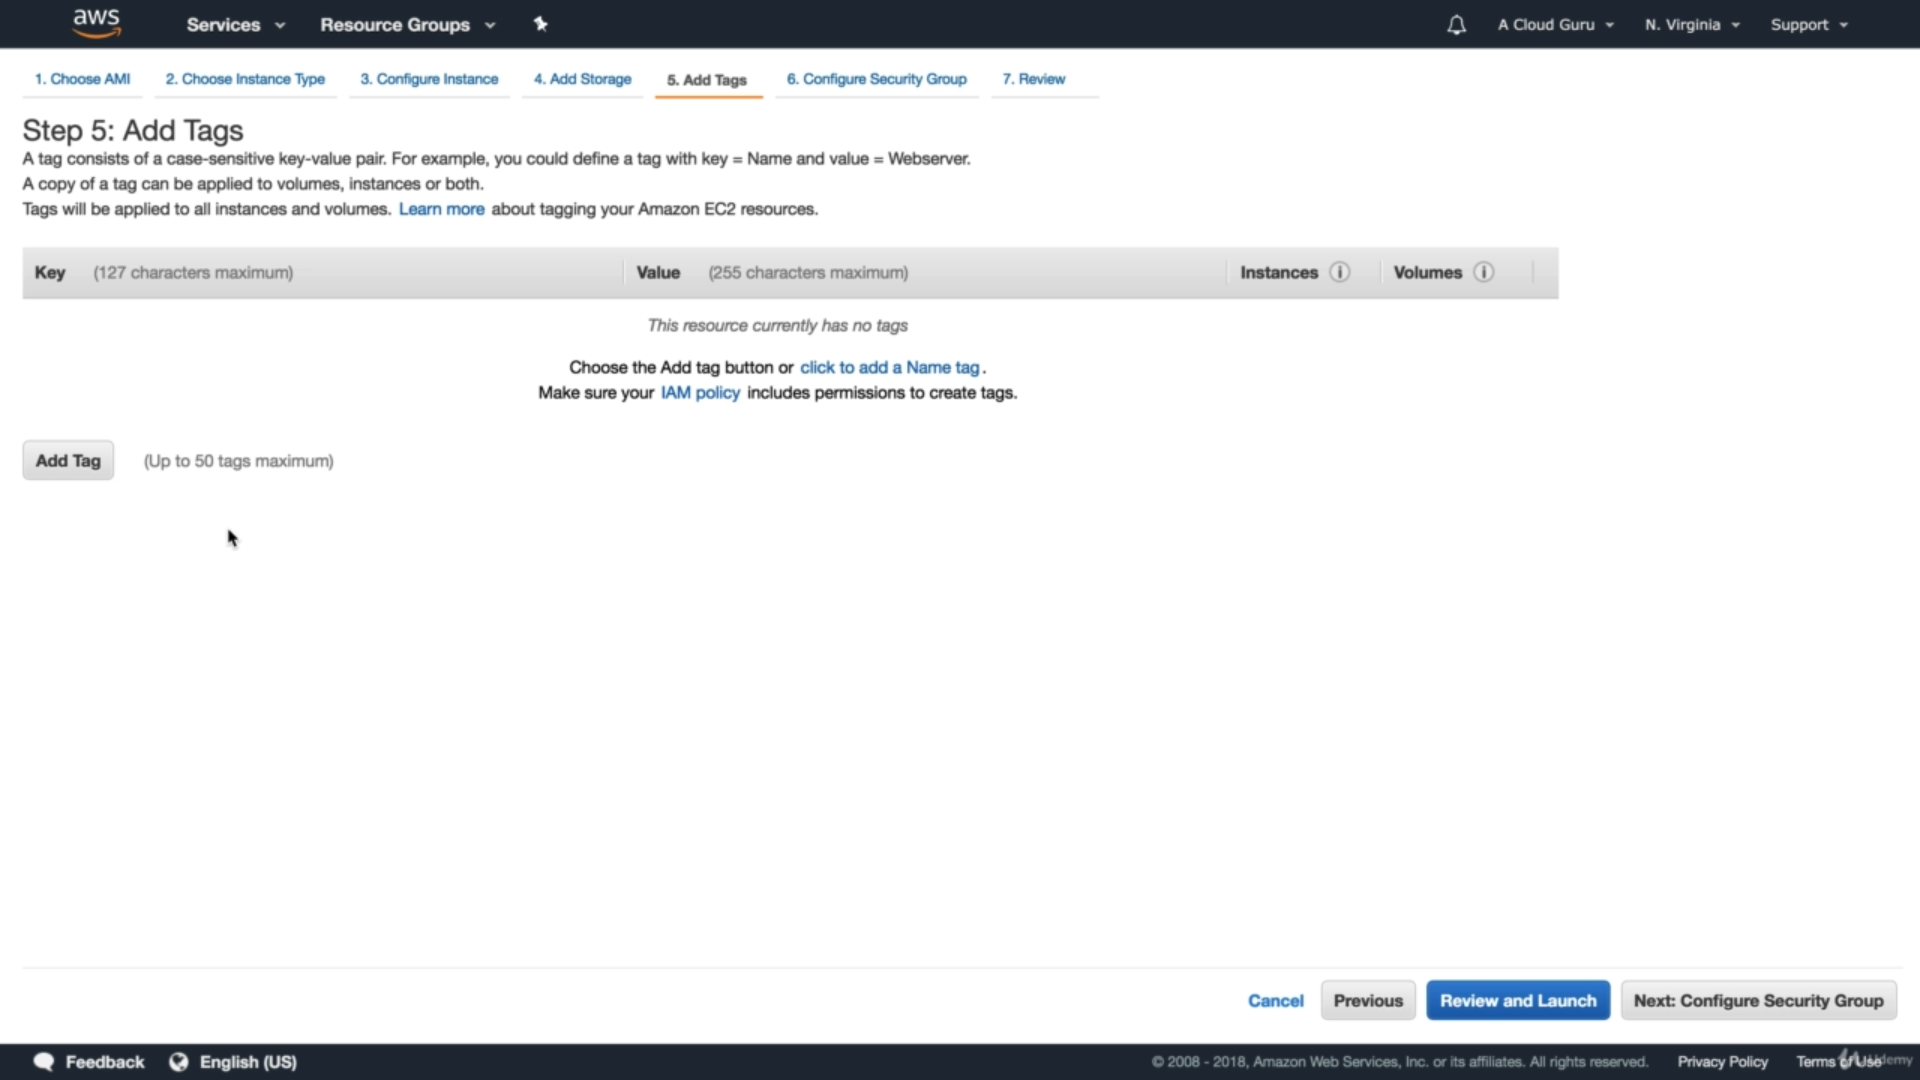 aws Services Resource Groups A Cloud Guru N. Virginia Support
1. Choose AMI 2. Choose Instance Type 3. Configure Instance 4. Add Storage 5. Add Tags 6. Configure Security Group 7. Review
Step 5: Add Tags
A tag consists of a case-sensitive key-value pair. For example, you could define a tag with key = Name and value = Webserver.
A copy of a tag can be applied to volumes, instances or both.
Tags will be applied to all instances and volumes. Learn more about tagging your Amazon EC2 resources.
Key (127 characters maximum) Value (255 characters maximum) Instances i Volumes i
This resource currently has no tags
Choose the Add tag button or click to add a Name tag.
Make sure your IAM policy includes permissions to create tags.
Add Tag (Up to 50 tags maximum)
Cancel Previous Review and Launch Next: Configure Security Group
Feedback English (US) © 2008 - 2018, Amazon Web Services, Inc. or its affiliates. All rights reserved. Privacy Policy Terms of Use